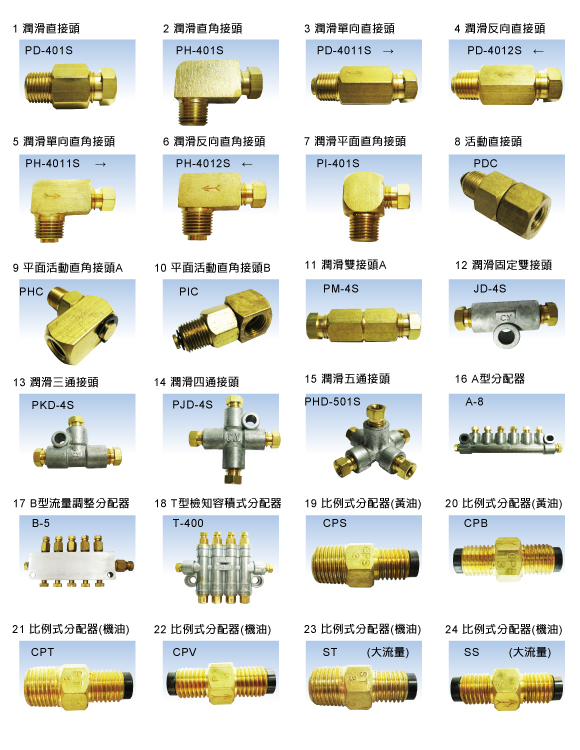 1 潤滑直接頭
2 潤滑直角接頭
3 潤滑單向直接頭
4 潤滑反向直接頭
PD-401S
PH-401S
PD-4011S →
PD-4012S ←
5 潤滑單向直角接頭
6 潤滑反向直角接頭
7 潤滑平面直角接頭
8 活動直接頭
PH-4011S →
PH-4012S ←
PI-401S
PDC
9 平面活動直角接頭A
10 平面活動直角接頭B
11 潤滑雙接頭A
12 潤滑固定雙接頭
PHC
PIC
PM-4S
JD-4S
CY
13 潤滑三通接頭
14 潤滑四通接頭
15 潤滑五通接頭
16 A型分配器
PKD-4S
PJD-4S
PHD-501S
A-8
CY
17 B型流量調整分配器
18 T型檢知容積式分配器
19 比例式分配器(黃油)
20 比例式分配器(黃油)
B-5
T-400
CPS
CPB
21 比例式分配器(機油)
22 比例式分配器(機油)
23 比例式分配器(機油)
24 比例式分配器(機油)
CPT
CPV
ST (大流量)
SS (大流量)